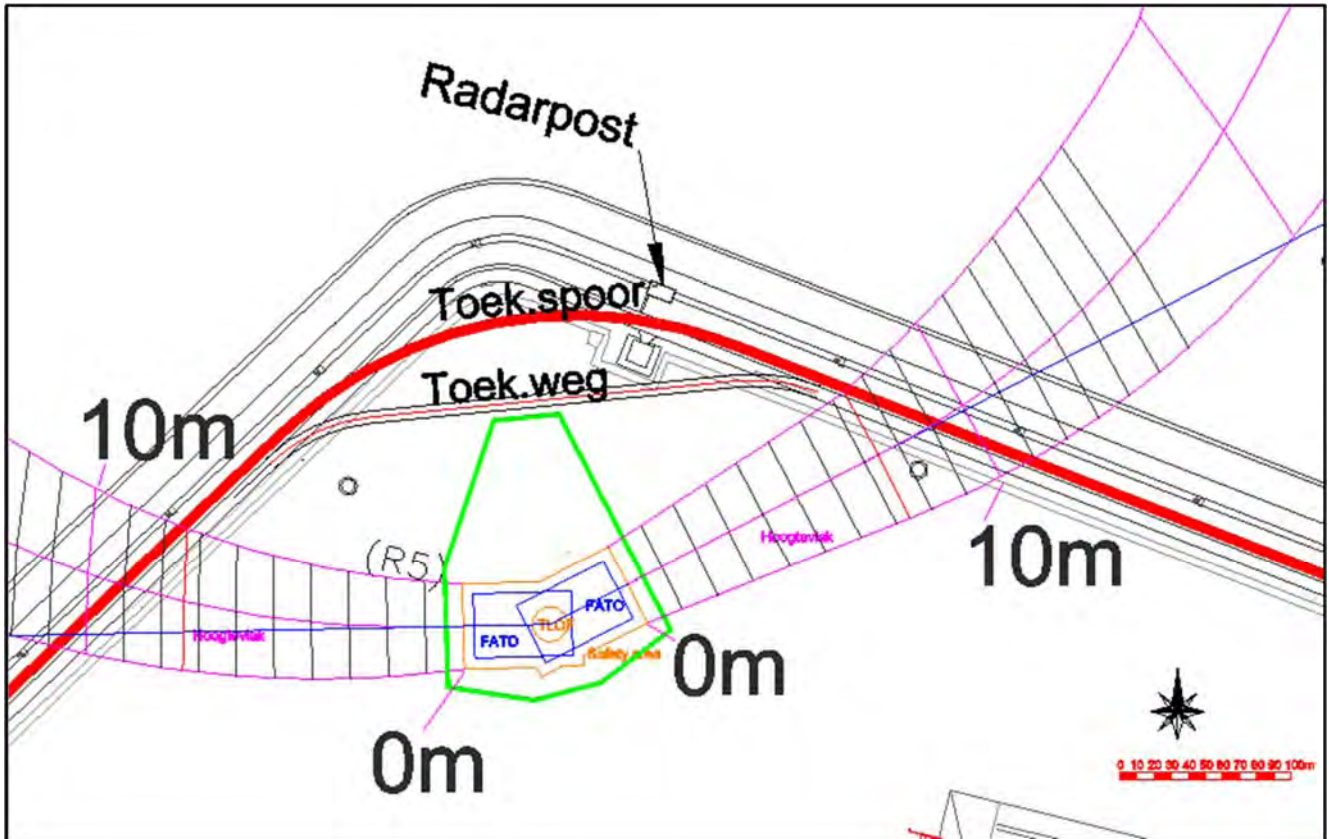 Radarpost
Toek.spoor
Toek.weg
10m
(R5)
Hoogtevlak
10m
FATO
TLOF
Hoogtevlak
FATO
Safety area
0m
0m
0 10 20 30 40 50 60 70 80 90 100m